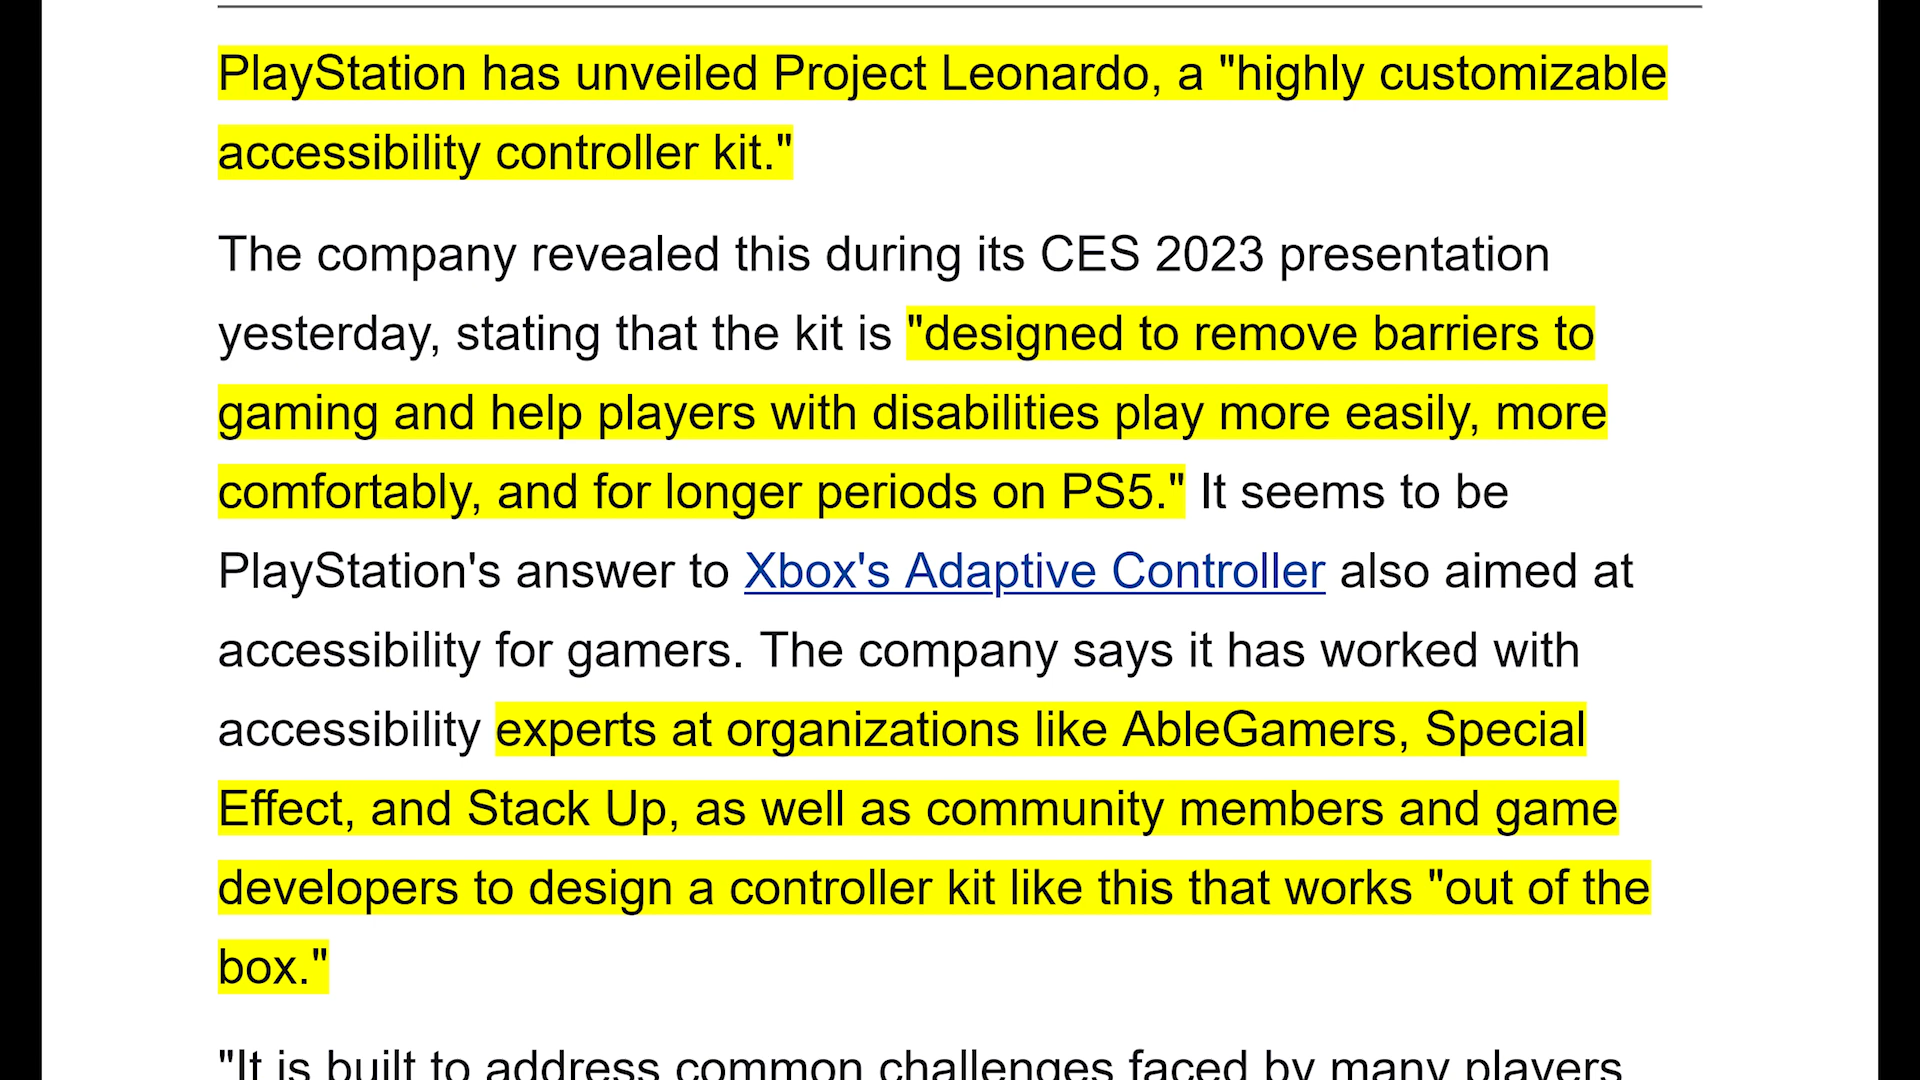 PlayStation has unveiled Project Leonardo, a "highly customizable
accessibility controller kit."
The company revealed this during its CES 2023 presentation
yesterday, stating that the kit is "designed to remove barriers to
gaming and help players with disabilities play more easily, more
comfortably, and for longer periods on PS5." It seems to be
PlayStation's answer to Xbox's Adaptive Controller also aimed at
accessibility for gamers. The company says it has worked with
accessibility experts at organizations like AbleGamers, Special
Effect, and Stack Up, as well as community members and game
developers to design a controller kit like this that works "out of the
box."
"It is built to address common challenges faced by many players